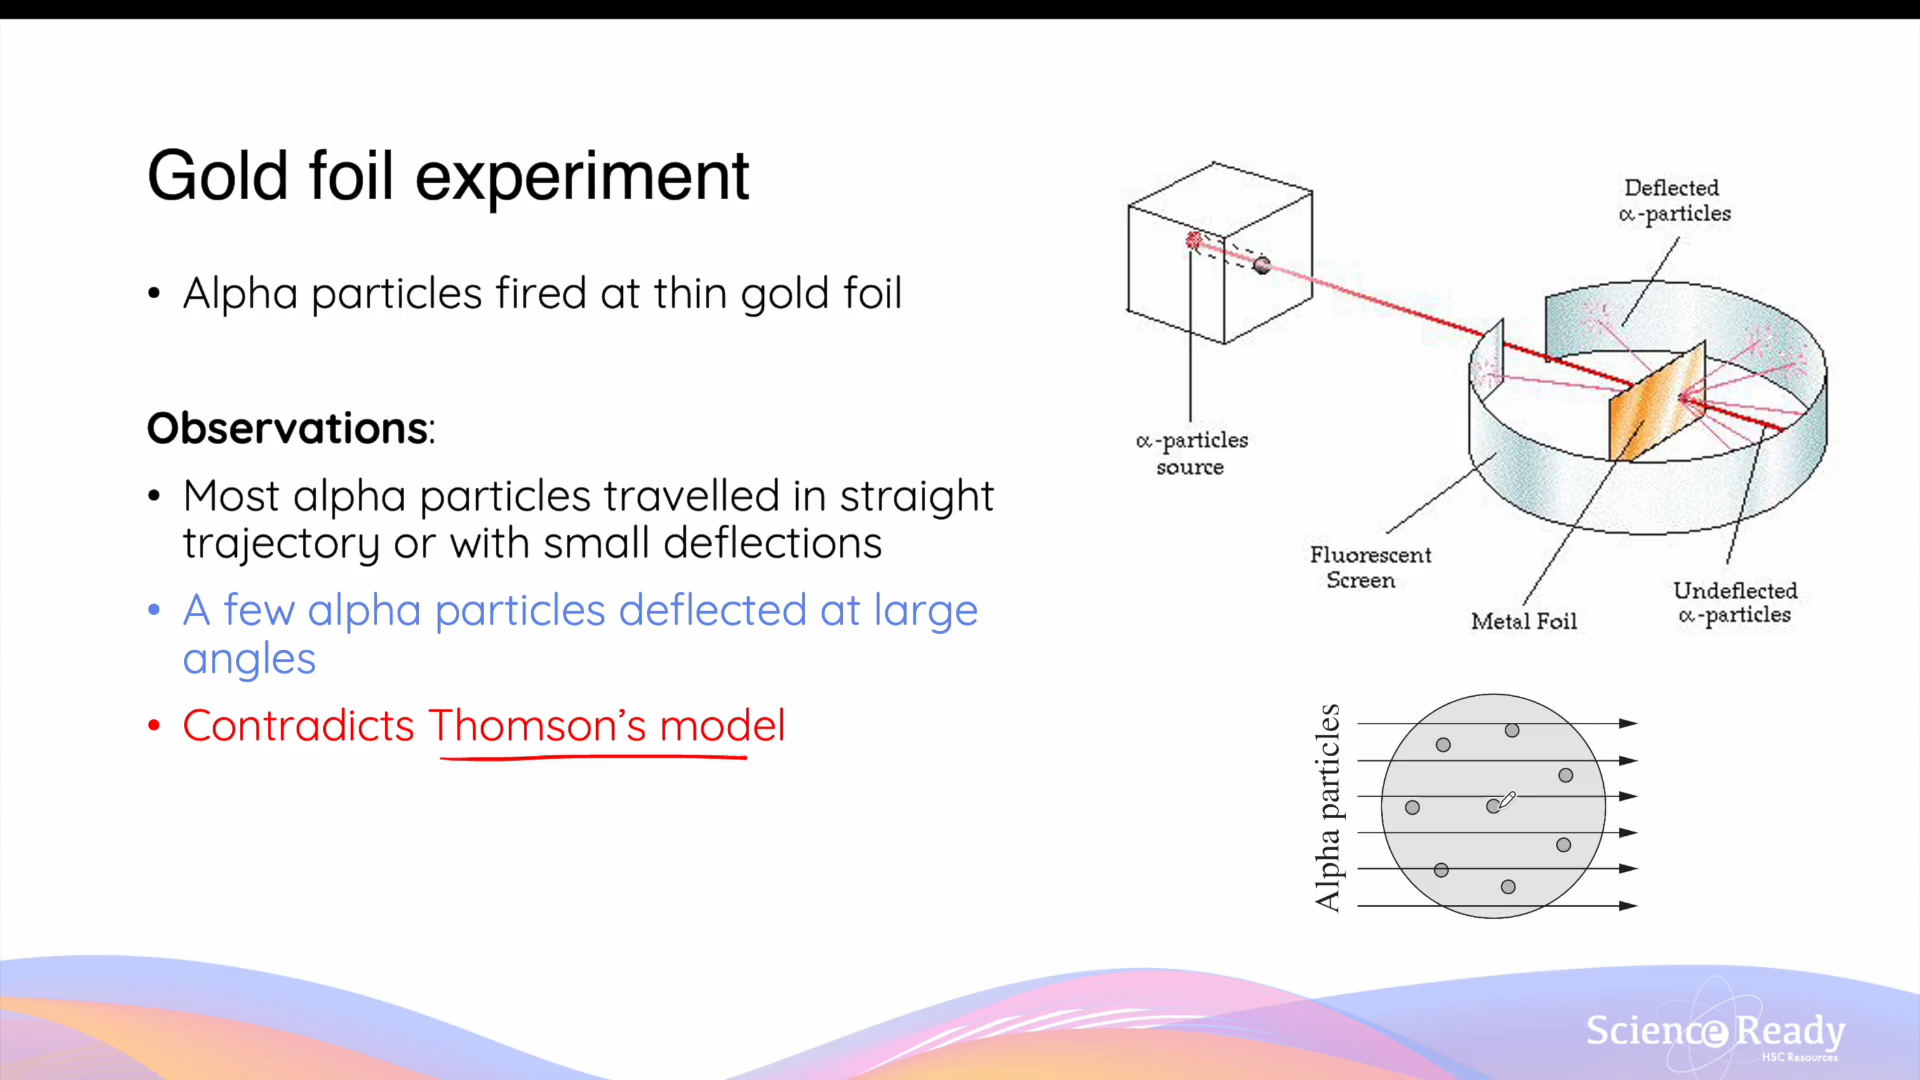 Gold foil experiment
• Alpha particles fired at thin gold foil
Observations:
• Most alpha particles travelled in straight
trajectory or with small deflections
• A few alpha particles deflected at large
angles
• Contradicts Thomson's model
Deflected
α-particles
α-particles
source
Fluorescent
Screen
Metal Foil
Undeflected
α-particles
Alpha particles
Science Ready
HSC Resources